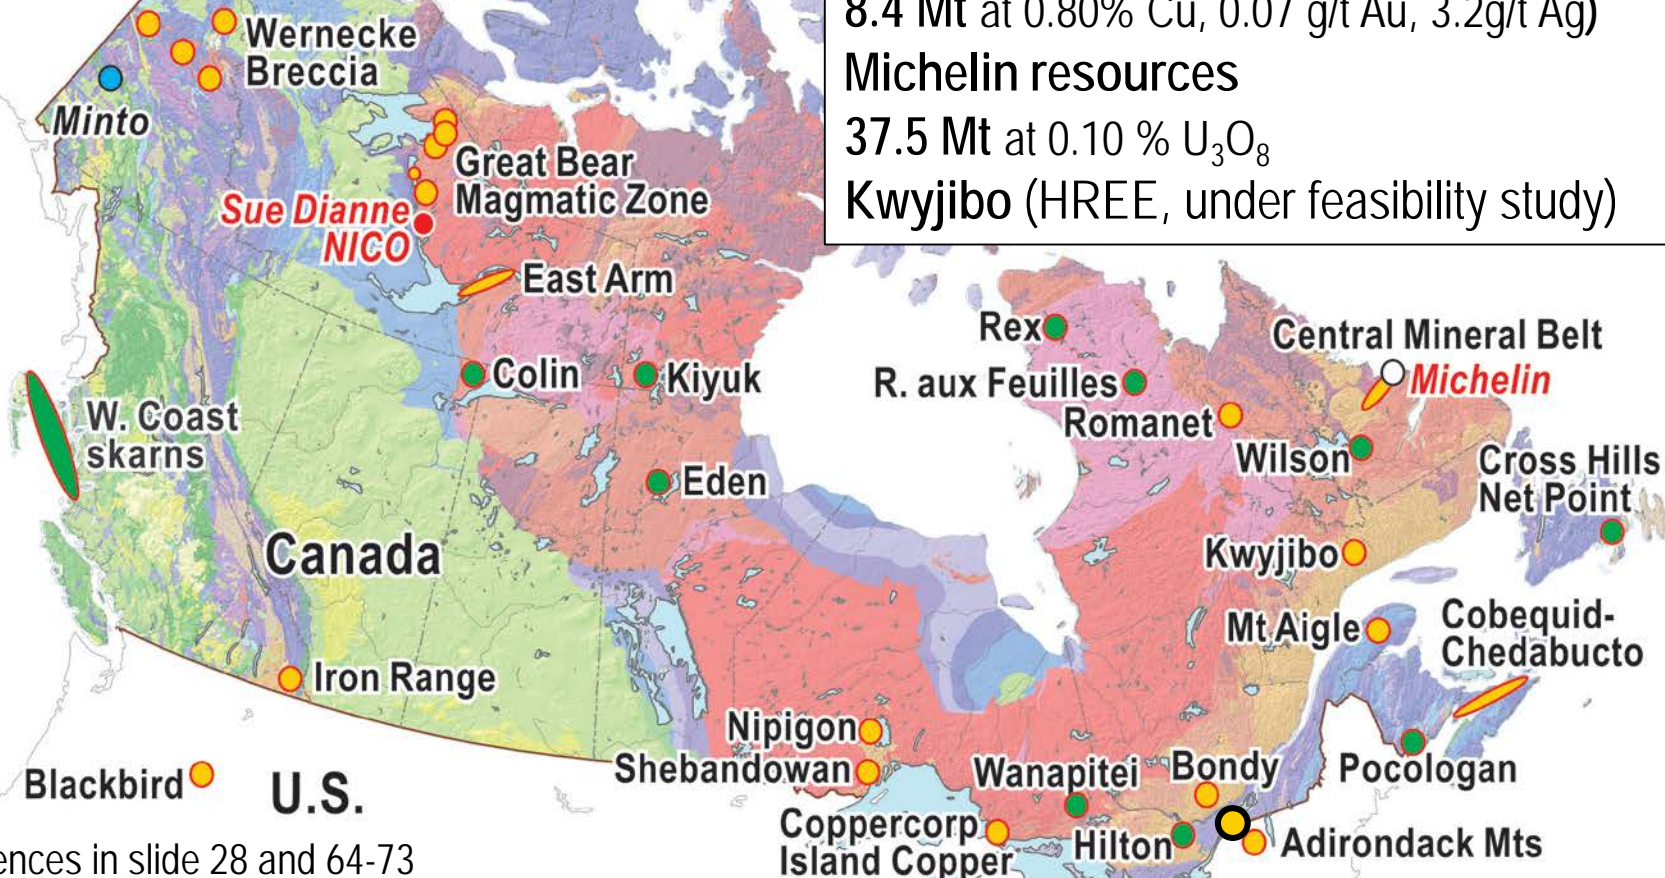 8.4 Mt at 0.80% Cu, 0.07 g/t Au, 3.2g/t Ag)
Michelin resources
37.5 Mt at 0.10 % U3O8
Kwyjibo (HREE, under feasibility study)
Wernecke
Breccia
Minto
Great Bear
Magmatic Zone
Sue Dianne
NICO
East Arm
Rex
Central Mineral Belt
Michelin
Colin
Kiyuk
R. aux Feuilles
Romanet
W. Coast
skarns
Wilson
Cross Hills
Net Point
Eden
Canada
Kwyjibo
Mt Aigle
Cobequid-
Chedabucto
Iron Range
Nipigon
Shebandowan
Wanapitei
Bondy
Pocologan
Blackbird
U.S.
Coppercorp
Island Copper
Hilton
Adirondack Mts
ences in slide 28 and 64-73